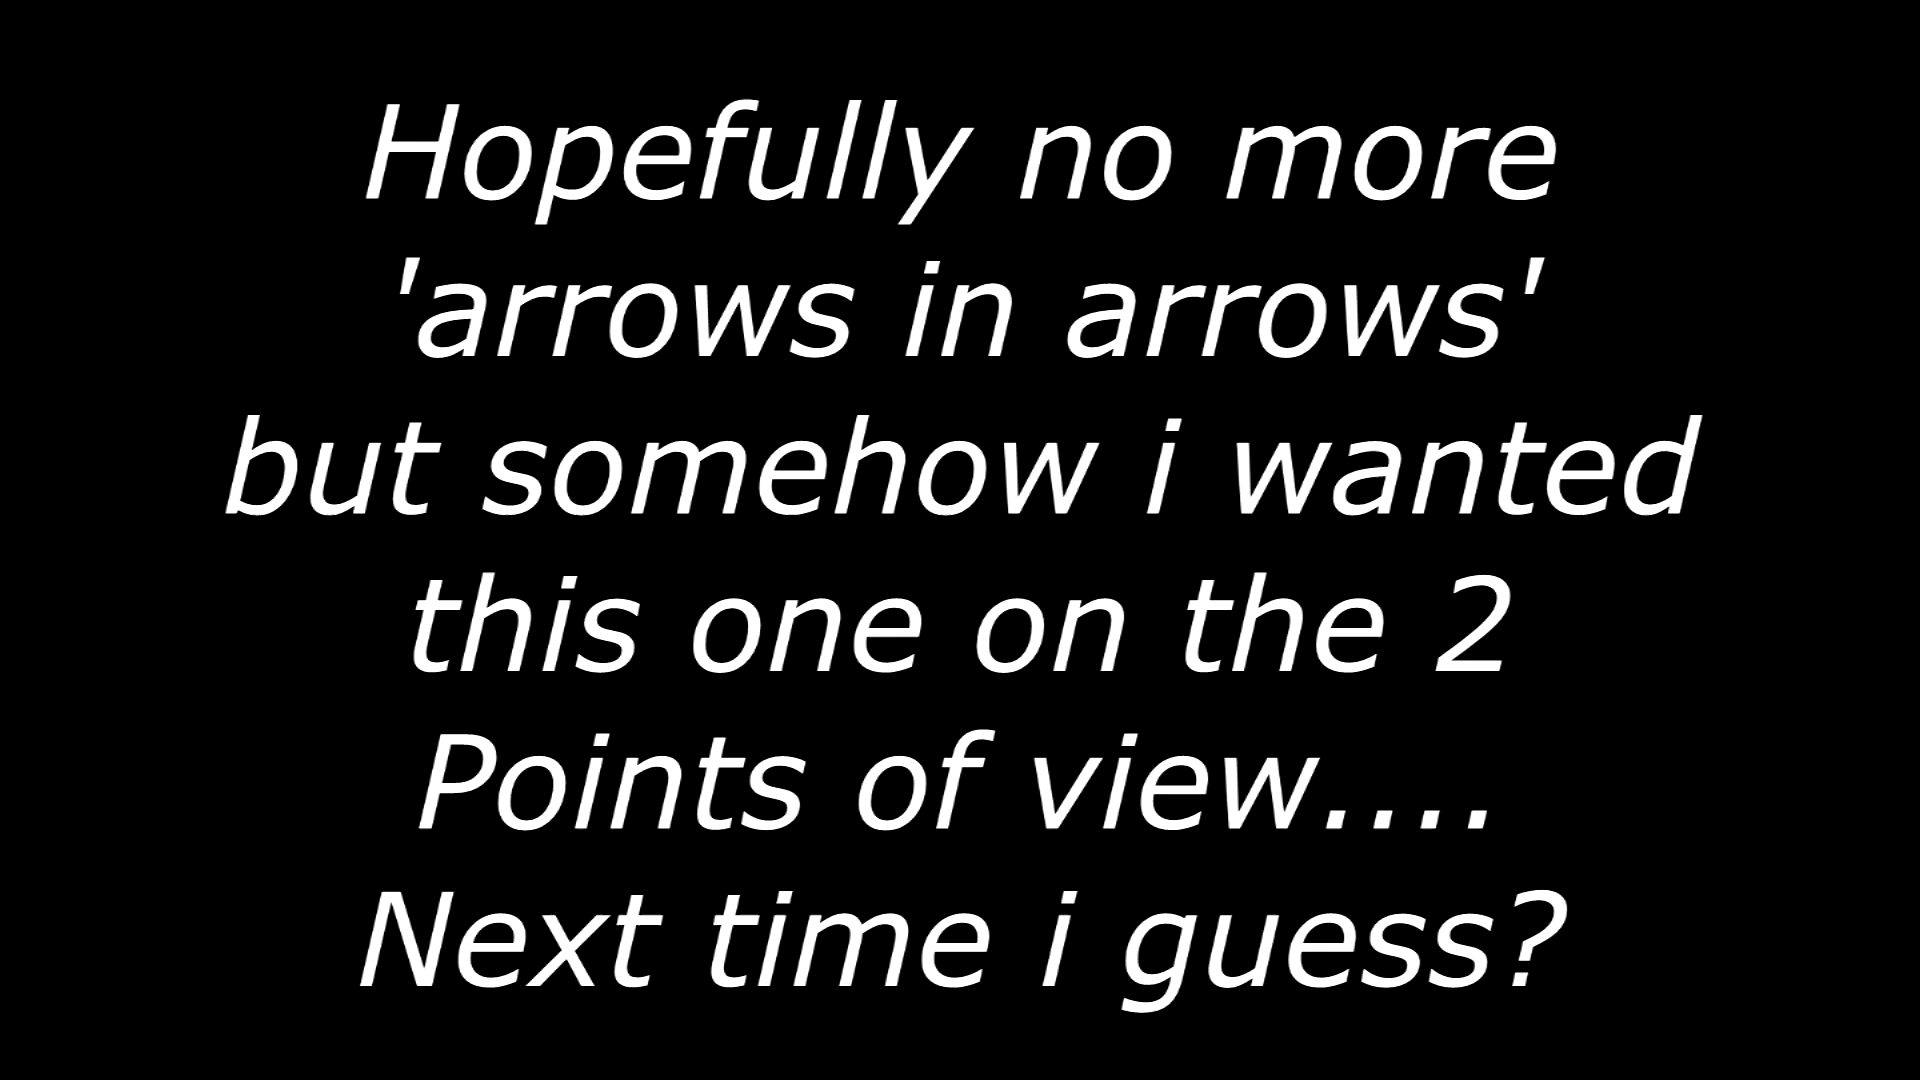 Hopefully no more
'arrows in arrows'
but somehow i wanted
this one on the 2
Points of view....
Next time i guess?